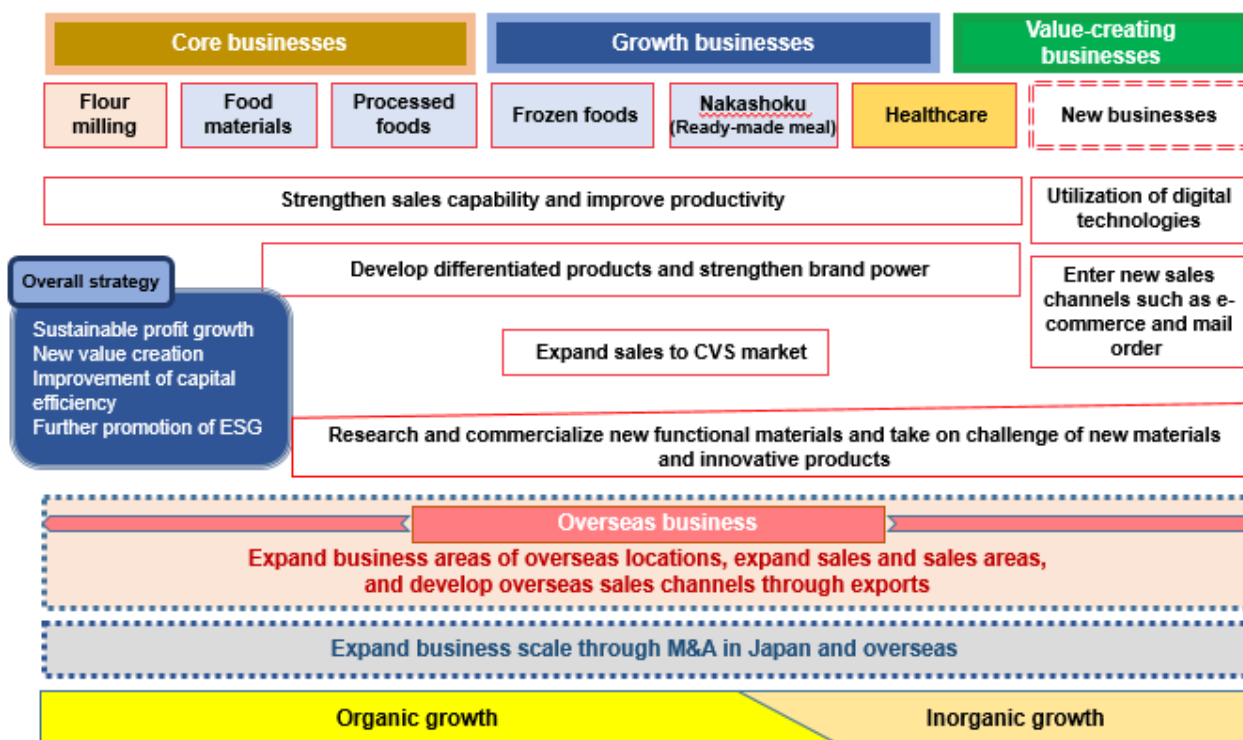 Core businesses
Growth businesses
Value-creating
businesses
Flour
milling
Food
materials
Processed
foods
Frozen foods
Nakashoku
(Ready-made meal)
Healthcare
New businesses
Strengthen sales capability and improve productivity
Utilization of digital
technologies
Develop differentiated products and strengthen brand power
Enter new sales
channels such as e-
commerce and mail
order
Overall strategy
Sustainable profit growth
New value creation
Improvement of capital
efficiency
Further promotion of ESG
Expand sales to CVS market
Research and commercialize new functional materials and take on challenge of new materials
and innovative products
Overseas business
Expand business areas of overseas locations, expand sales and sales areas,
and develop overseas sales channels through exports
Expand business scale through M&A in Japan and overseas
Organic growth
Inorganic growth